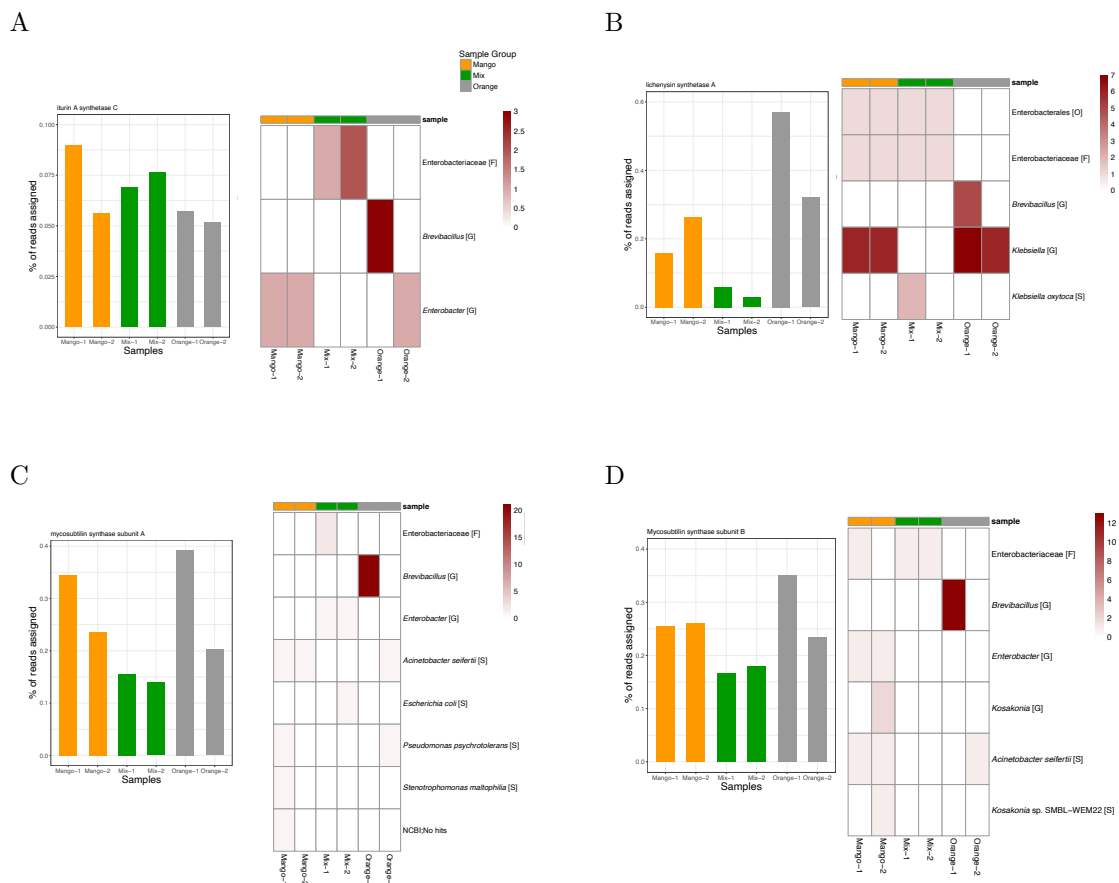 A
Sample Group
Mango
Mix
Orange
iturin A synthetase C
% of reads assigned
0.100
0.075
0.050
0.025
0.000
Mango−1 Mango−2 Mix−1 Mix−2 Orange−1 Orange−2
Samples
sample
Enterobacteriaceae [F]
Brevibacillus [G]
Enterobacter [G]
Mango−1
Mango−2
Mix−1
Mix−2
Orange−1
Orange−2
3
2.5
2
1.5
1
0.5
0
B
lichenysin synthetase A
% of reads assigned
0.6
0.4
0.2
0.0
Mango−1 Mango−2 Mix−1 Mix−2 Orange−1 Orange−2
Samples
sample
Enterobacterales [O]
Enterobacteriaceae [F]
Brevibacillus [G]
Klebsiella [G]
Klebsiella oxytoca [S]
Mango−1
Mango−2
Mix−1
Mix−2
Orange−1
Orange−2
7
6
5
4
3
2
1
0
C
mycosubtilin synthase subunit A
% of reads assigned
0.4
0.3
0.2
0.1
0.0
Mango−1 Mango−2 Mix−1 Mix−2 Orange−1 Orange−2
Samples
sample
Enterobacteriaceae [F]
Brevibacillus [G]
Enterobacter [G]
Acinetobacter seifertii [S]
Escherichia coli [S]
Pseudomonas psychrotolerans [S]
Stenotrophomonas maltophilia [S]
NCBI;No hits
Mango−1
Mango−2
Mix−1
Mix−2
Orange−
Orange−
20
15
10
5
0
D
Mycosubtilin synthase subunit B
% of reads assigned
0.4
0.3
0.2
0.1
0.0
Mango−1 Mango−2 Mix−1 Mix−2 Orange−1 Orange−2
Samples
sample
Enterobacteriaceae [F]
Brevibacillus [G]
Enterobacter [G]
Kosakonia [G]
Acinetobacter seifertii [S]
Kosakonia sp. SMBL−WEM22 [S]
Mango−1
Mango−2
Mix−1
Mix−2
Orange−1
Orange−2
12
10
8
6
4
2
0